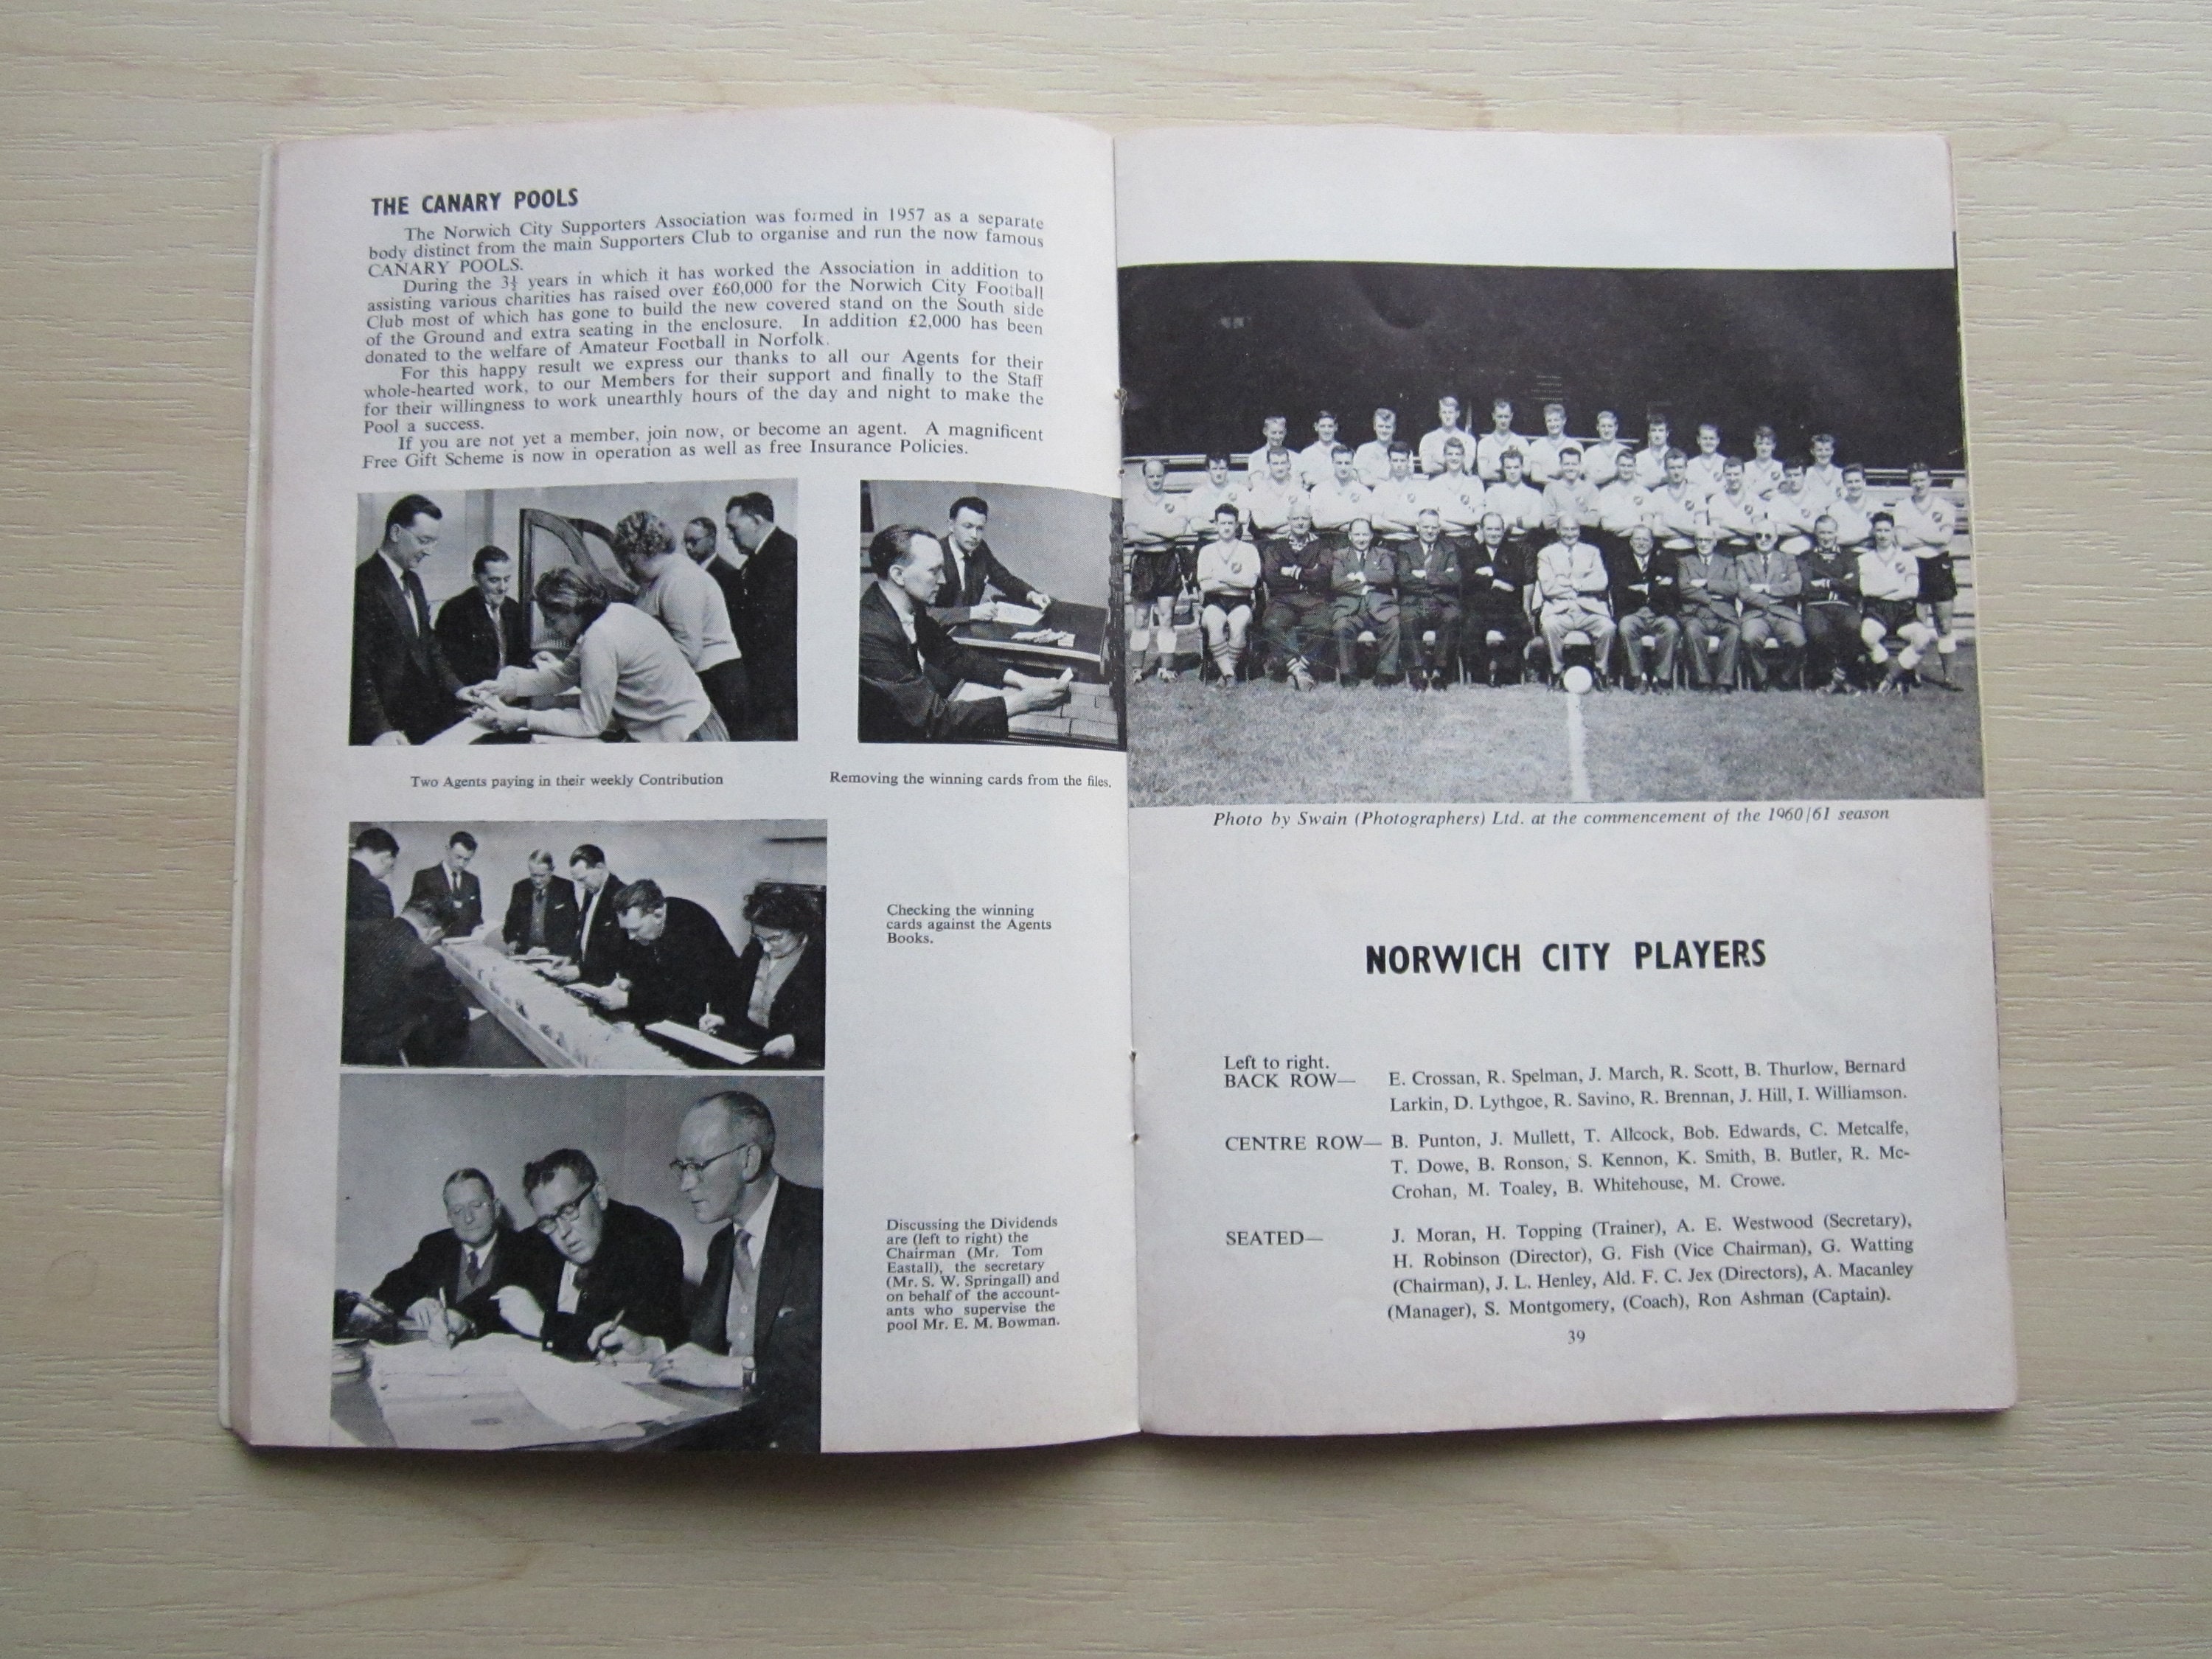 THE CANARY POOLS
The Norwich City Supporters Association was formed in 1957 as a separate
body distinct from the main Supporters Club to organise and run the now famous
CANARY POOLS.
During the 3½ years in which it has worked the Association in addition to
assisting various charities has raised over £60,000 for the Norwich City Football
Club most of which has gone to build the new covered stand on the South side
of the Ground and extra seating in the enclosure. In addition £2,000 has been
donated to the welfare of Amateur Football in Norfolk.
For this happy result we express our thanks to all our Agents for their
whole-hearted work, to our Members for their support and finally to the Staff
for their willingness to work unearthly hours of the day and night to make the
Pool a success.
If you are not yet a member, join now, or become an agent. A magnificent
Free Gift Scheme is now in operation as well as free Insurance Policies.
Two Agents paying in their weekly Contribution
Removing the winning cards from the files.
Checking the winning
cards against the Agents
Books.
Discussing the Dividends
are (left to right) the
Chairman (Mr. Tom
Eastall), the secretary
(Mr. S. W. Springall) and
on behalf of the account-
ants who supervise the
pool Mr. E. M. Bowman.
Photo by Swain (Photographers) Ltd. at the commencement of the 1960/61 season
NORWICH CITY PLAYERS
Left to right.
BACK ROW— E. Crossan, R. Spelman, J. March, R. Scott, B. Thurlow, Bernard
Larkin, D. Lythgoe, R. Savino, R. Brennan, J. Hill, I. Williamson.
CENTRE ROW— B. Punton, J. Mullett, T. Allcock, Bob. Edwards, C. Metcalfe,
T. Dowe, B. Ronson, S. Kennon, K. Smith, B. Butler, R. Mc-
Crohan, M. Toaley, B. Whitehouse, M. Crowe.
SEATED— J. Moran, H. Topping (Trainer), A. E. Westwood (Secretary),
H. Robinson (Director), G. Fish (Vice Chairman), G. Watting
(Chairman), J. L. Henley, Ald. F. C. Jex (Directors), A. Macanley
(Manager), S. Montgomery, (Coach), Ron Ashman (Captain).
39